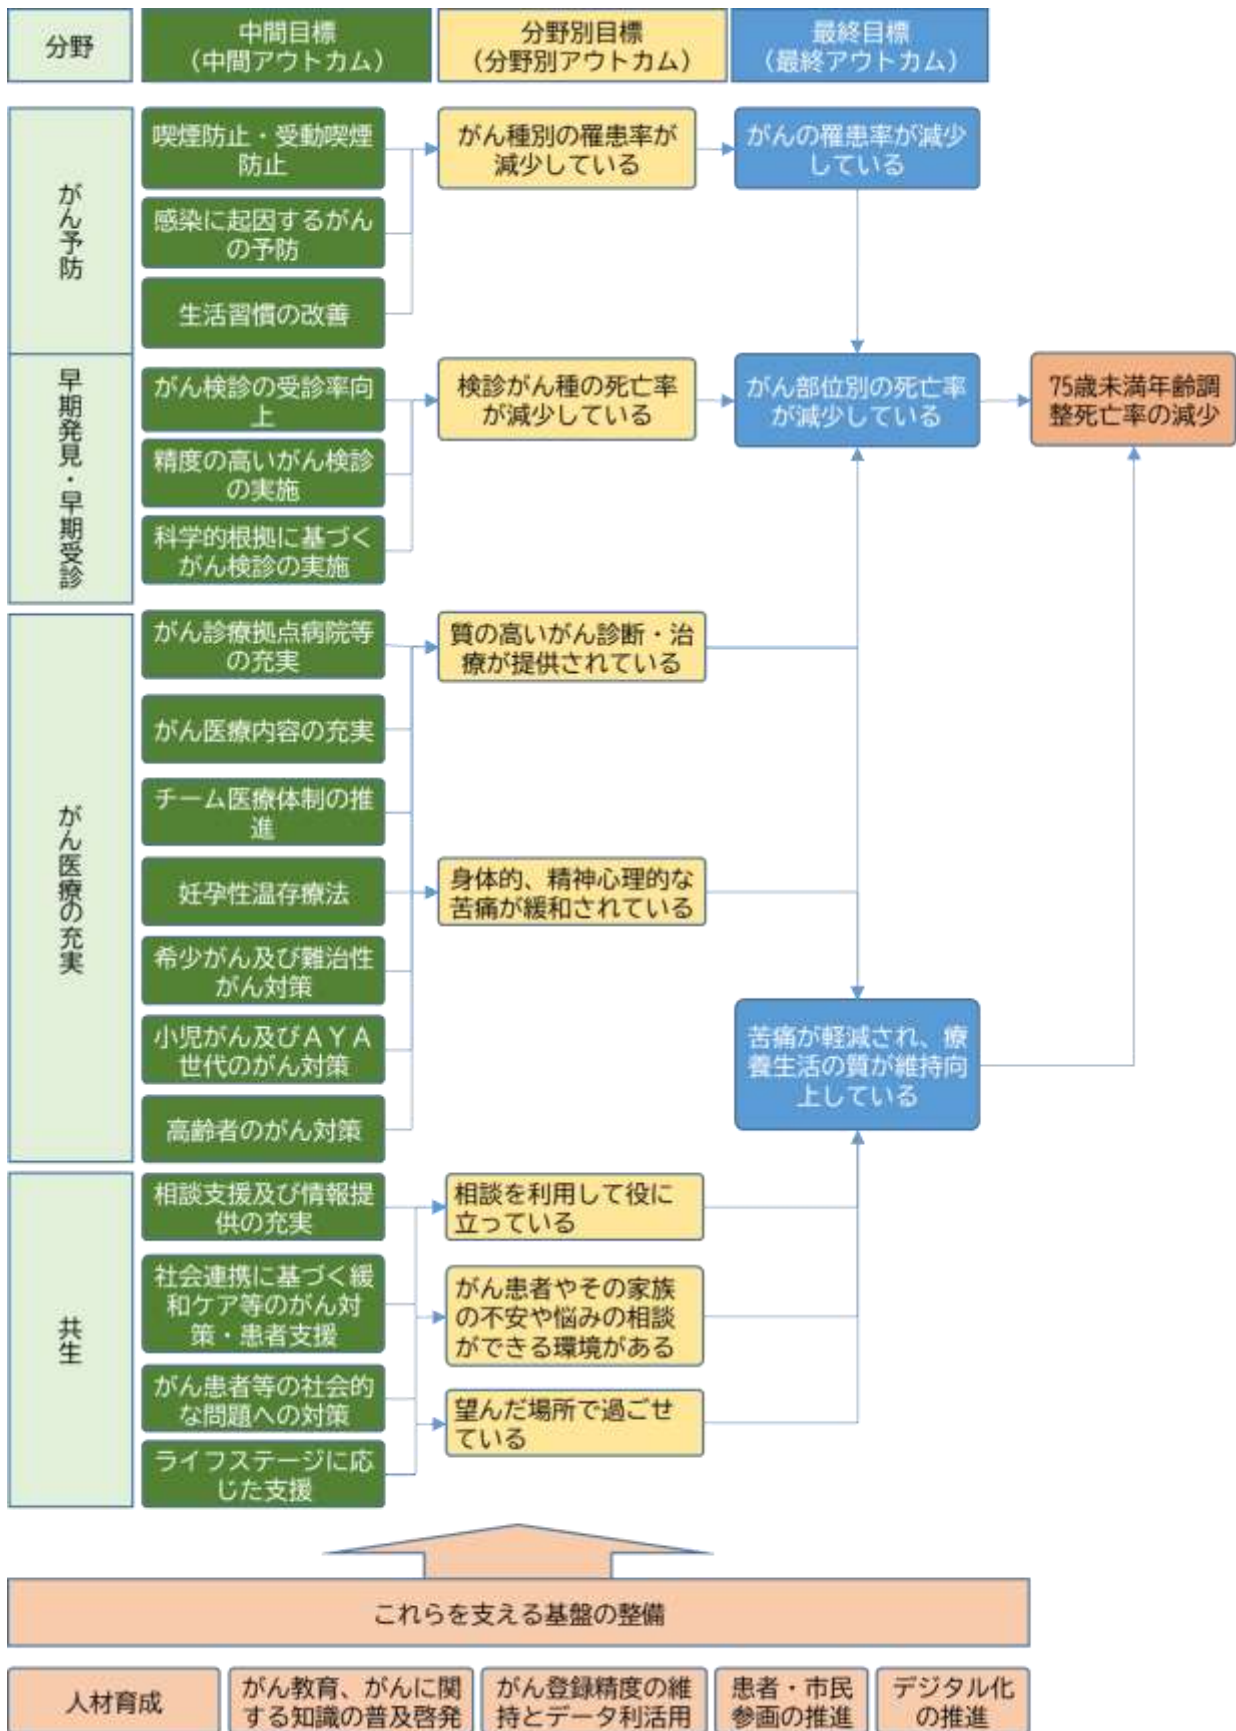 分野
中間目標
（中間アウトカム）
分野別目標
（分野別アウトカム）
最終目標
（最終アウトカム）
がん予防
喫煙防止・受動喫煙
防止
感染に起因するがん
の予防
生活習慣の改善
がん種別の罹患率が
減少している
がんの罹患率が減少
している
早期発見・早期受診
がん検診の受診率向
上
精度の高いがん検診
の実施
科学的根拠に基づく
がん検診の実施
検診がん種の死亡率
が減少している
がん部位別の死亡率
が減少している
75歳未満年齢調
整死亡率の減少
がん医療の充実
がん診療拠点病院等
の充実
がん医療内容の充実
チーム医療体制の推
進
妊孕性温存療法
希少がん及び難治性
がん対策
小児がん及びＡＹＡ
世代のがん対策
高齢者のがん対策
質の高いがん診断・治
療が提供されている
身体的、精神心理的な
苦痛が緩和されている
苦痛が軽減され、療
養生活の質が維持向
上している
共生
相談支援及び情報提
供の充実
社会連携に基づく緩
和ケア等のがん対
策・患者支援
がん患者等の社会的
な問題への対策
ライフステージに応
じた支援
相談を利用して役に
立っている
がん患者やその家族
の不安や悩みの相談
ができる環境がある
望んだ場所で過ごせ
ている
これらを支える基盤の整備
人材育成
がん教育、がんに関
する知識の普及啓発
がん登録精度の維
持とデータ利活用
患者・市民
参画の推進
デジタル化
の推進